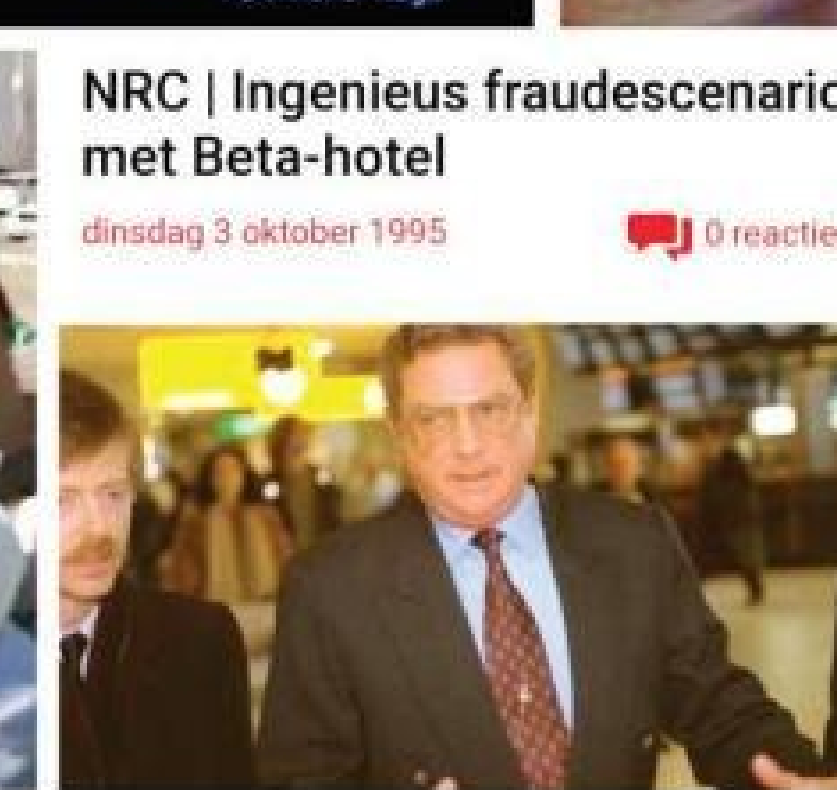 NRC | Ingenieus fraudescenario
met Beta-hotel
dinsdag 3 oktober 1995
0 reactie